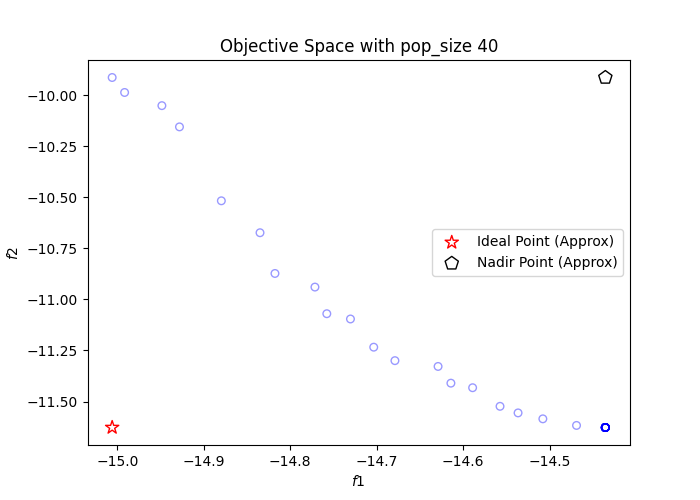 Objective Space with pop_size 40
−10.00
−10.25
−10.50
−10.75
−11.00
−11.25
−11.50
f2
Ideal Point (Approx)
Nadir Point (Approx)
−15.0
−14.9
−14.8
−14.7
−14.6
−14.5
f1